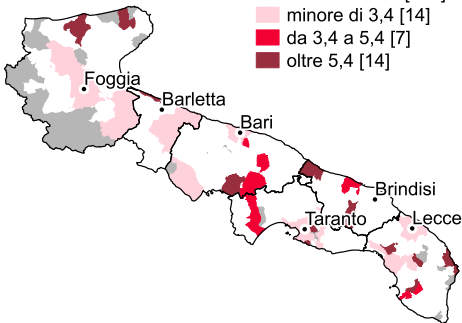 minore di 3,4 [14]
da 3,4 a 5,4 [7]
oltre 5,4 [14]
Foggia
Barletta
Bari
Brindisi
Taranto
Lecce